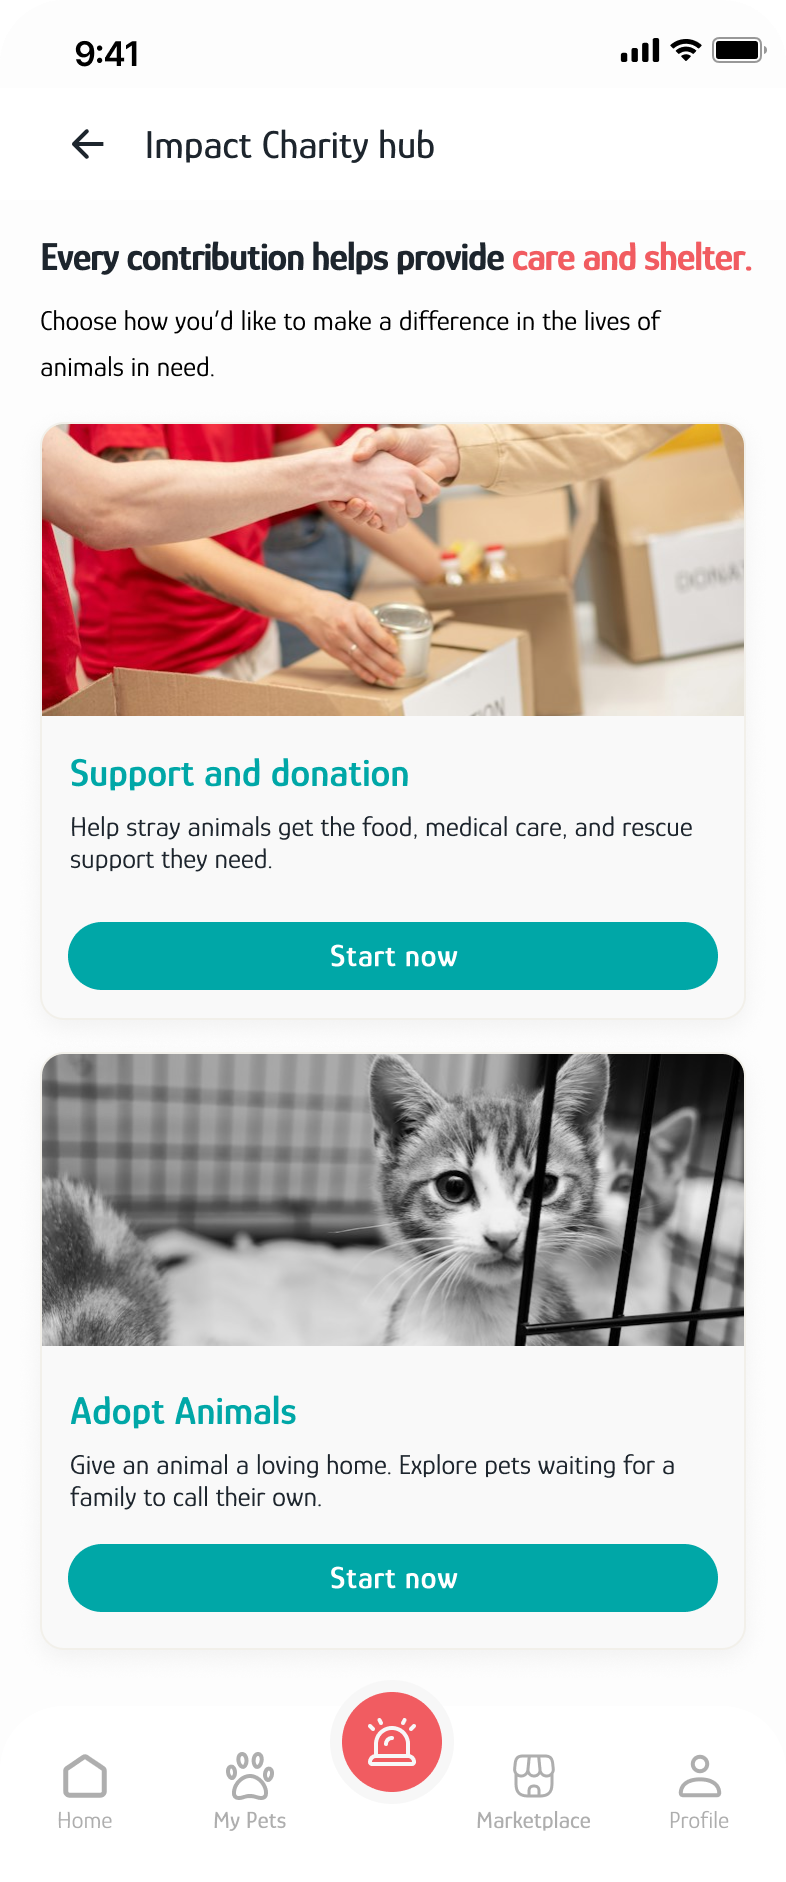 9:41
Impact Charity hub
Every contribution helps provide care and shelter.
Choose how you’d like to make a difference in the lives of
animals in need.
Support and donation
Help stray animals get the food, medical care, and rescue
support they need.
Start now
Adopt Animals
Give an animal a loving home. Explore pets waiting for a
family to call their own.
Start now
Home
My Pets
Marketplace
Profile